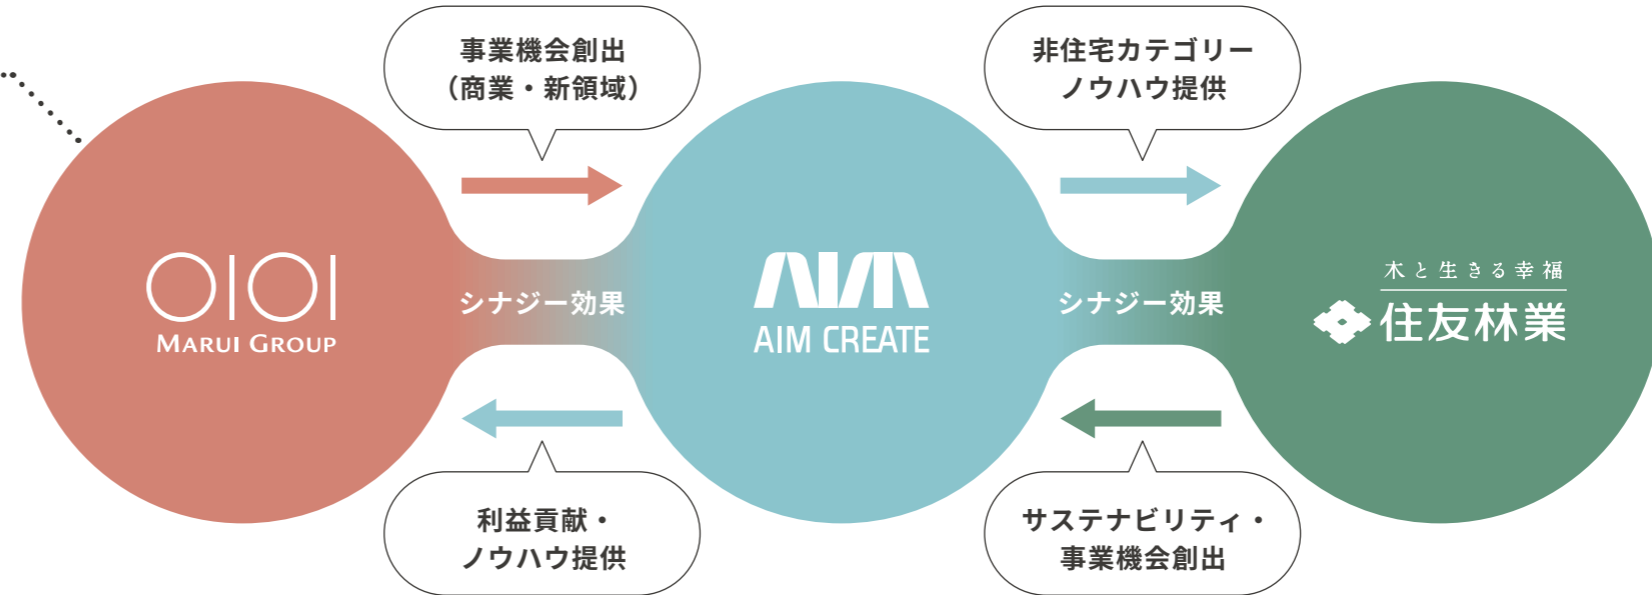 事業機会創出
（商業・新領域）
非住宅カテゴリー
ノウハウ提供
OIOI
MARUI GROUP
シナジー効果
AIM
AIM CREATE
シナジー効果
木と生きる幸福
住友林業
利益貢献・
ノウハウ提供
サステナビリティ・
事業機会創出